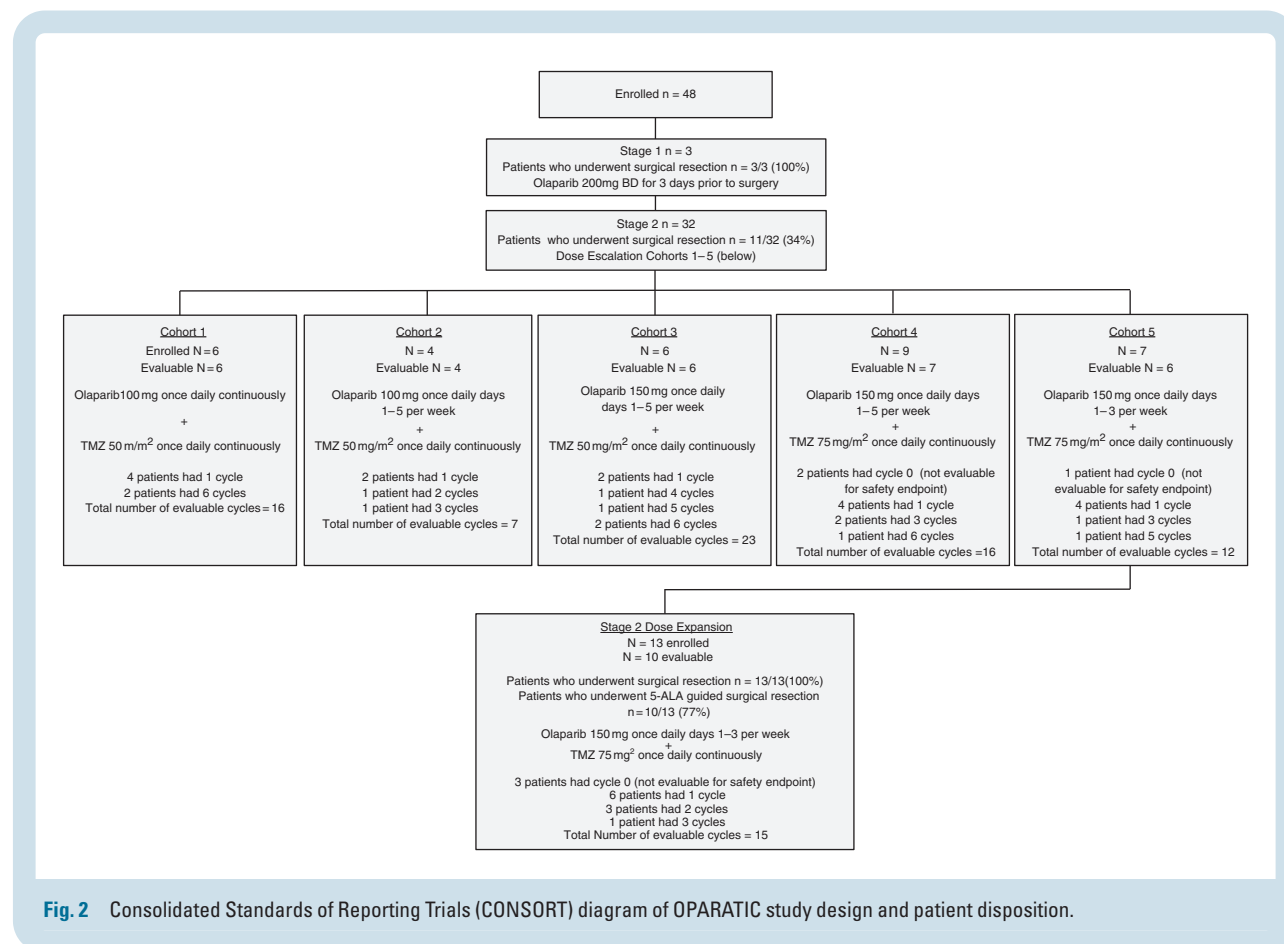 Enrolled n = 48
Stage 1 n = 3
Patients who underwent surgical resection n = 3/3 (100%)
Olaparib 200mg BD for 3 days prior to surgery
Stage 2 n = 32
Patients who underwent surgical resection n = 11/32 (34%)
Dose Escalation Cohorts 1–5 (below)
Cohort 1
Enrolled N=6
Evaluable N=6
Olaparib100 mg once daily continuously
+
TMZ 50 m/m² once daily continuously
4 patients had 1 cycle
2 patients had 6 cycles
Total number of evaluable cycles = 16
Cohort 2
N = 4
Evaluable N = 4
Olaparib 100 mg once daily days
1–5 per week
+
TMZ 50 mg/m² once daily continuously
2 patients had 1 cycle
1 patient had 2 cycles
1 patient had 3 cycles
Total number of evaluable cycles = 7
Cohort 3
N = 6
Evaluable N = 6
Olaparib 150 mg once daily
days 1–5 per week
+
TMZ 50 mg/m² once daily continuously
2 patients had 1 cycle
1 patient had 4 cycles
1 patient had 5 cycles
2 patients had 6 cycles
Total number of evaluable cycles = 23
Cohort 4
N = 9
Evaluable N = 7
Olaparib 150 mg once daily days
1–5 per week
+
TMZ 75 mg/m² once daily continuously
2 patients had cycle 0 (not evaluable
for safety endpoint)
4 patients had 1 cycle
2 patients had 3 cycles
1 patient had 6 cycles
Total number of evaluable cycles =16
Cohort 5
N = 7
Evaluable N = 6
Olaparib 150 mg once daily days
1–3 per week
+
TMZ 75 mg/m² once daily continuously
1 patient had cycle 0 (not
evaluable for safety endpoint)
4 patients had 1 cycle
1 patient had 3 cycles
1 patient had 5 cycles
Total number of evaluable cycles = 12
Stage 2 Dose Expansion
N = 13 enrolled
N = 10 evaluable
Patients who underwent surgical resection n = 13/13(100%)
Patients who underwent 5-ALA guided surgical resection
n=10/13 (77%)
Olaparib 150 mg once daily days 1–3 per week
+
TMZ 75 mg² once daily continuously
3 patients had cycle 0 (not evaluable for safety endpoint)
6 patients had 1 cycle
3 patients had 2 cycles
1 patient had 3 cycles
Total Number of evaluable cycles = 15
Fig. 2 Consolidated Standards of Reporting Trials (CONSORT) diagram of OPARATIC study design and patient disposition.